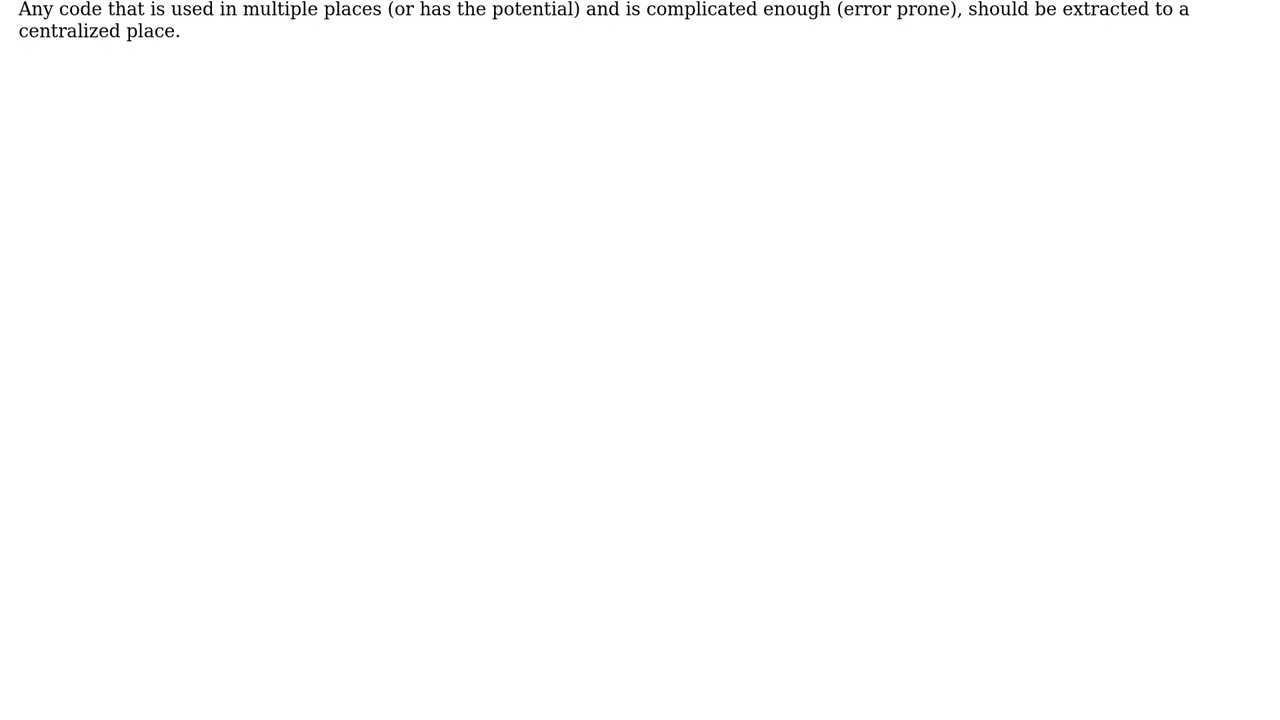 Any code that is used in multiple places (or has the potential) and is complicated enough (error prone), should be extracted to a
centralized place.